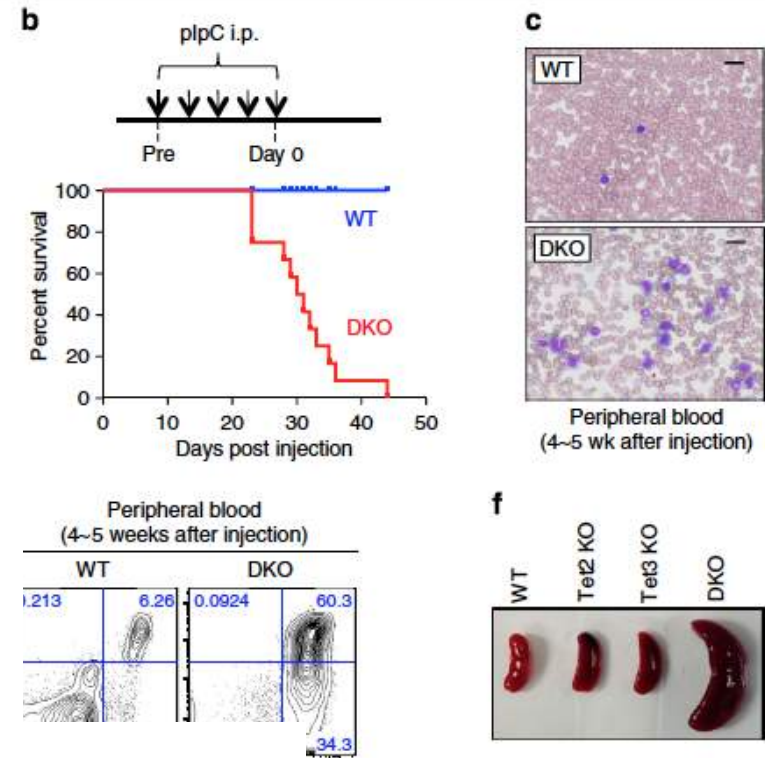 b
pIpC i.p.
Pre
Day 0
100
80
60
40
20
0
Percent survival
WT
DKO
0 10 20 30 40 50
Days post injection
c
WT
DKO
Peripheral blood
(4~5 wk after injection)
Peripheral blood
(4~5 weeks after injection)
WT DKO
.213 6.26 0.0924 60.3
34.3
f
WT
Tet2 KO
Tet3 KO
DKO